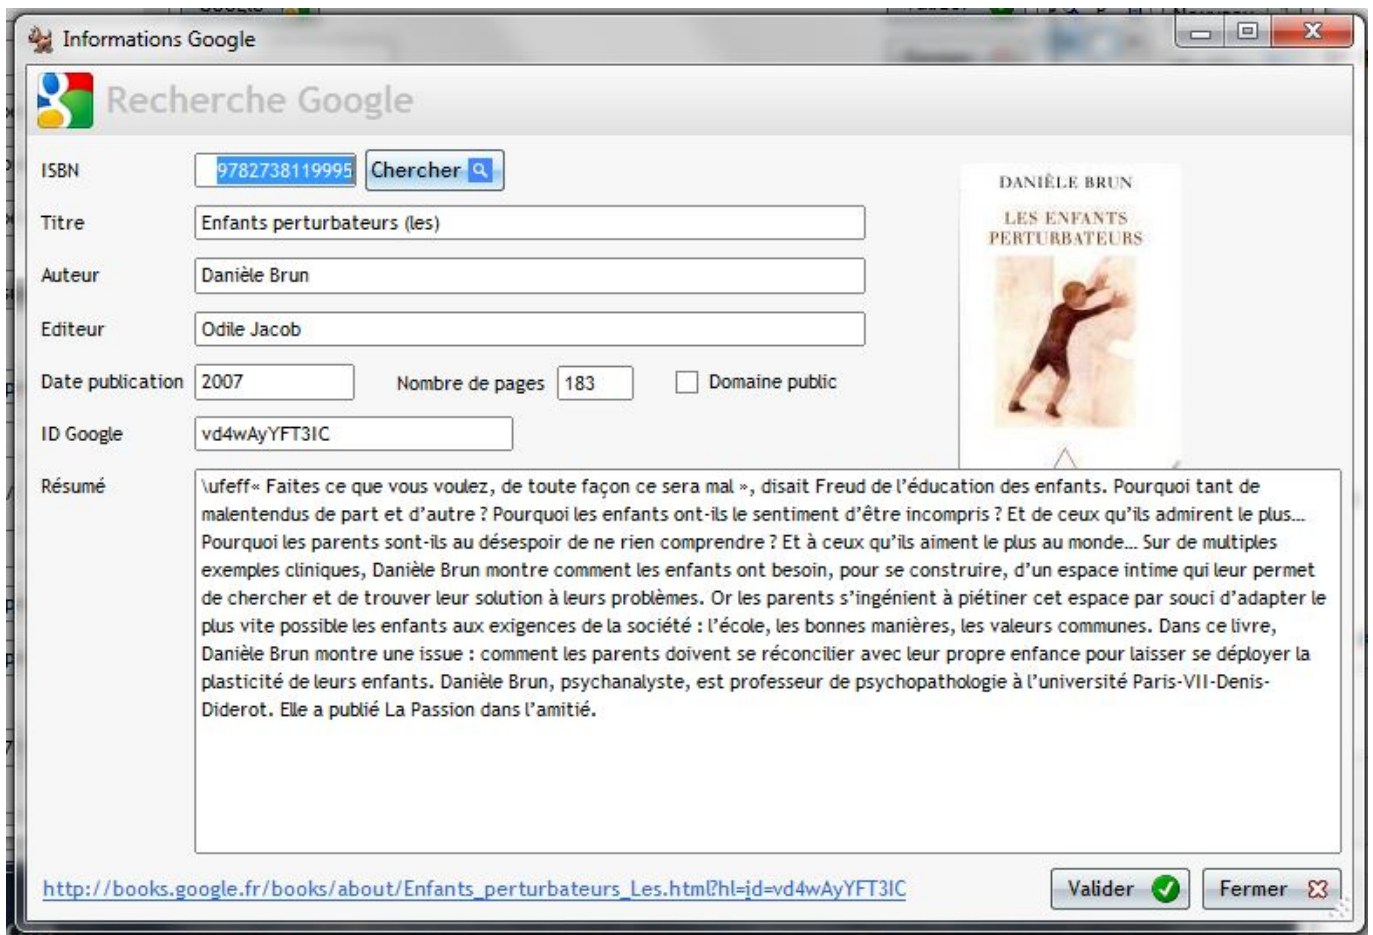 Informations Google
Recherche Google
ISBN 9782738119995 Chercher
Titre Enfants perturbateurs (les)
Auteur Danièle Brun
Editeur Odile Jacob
Date publication 2007 Nombre de pages 183 Domaine public
ID Google vd4wAyYFT3IC
DANIÈLE BRUN
LES ENFANTS
PERTURBATEURS
Résumé \ufeff« Faites ce que vous voulez, de toute façon ce sera mal », disait Freud de l’éducation des enfants. Pourquoi tant de
malentendus de part et d’autre ? Pourquoi les enfants ont-ils le sentiment d’être incompris ? Et de ceux qu’ils admirent le plus…
Pourquoi les parents sont-ils au désespoir de ne rien comprendre ? Et à ceux qu’ils aiment le plus au monde… Sur de multiples
exemples cliniques, Danièle Brun montre comment les enfants ont besoin, pour se construire, d’un espace intime qui leur permet
de chercher et de trouver leur solution à leurs problèmes. Or les parents s’ingénient à piétiner cet espace par souci d’adapter le
plus vite possible les enfants aux exigences de la société : l’école, les bonnes manières, les valeurs communes. Dans ce livre,
Danièle Brun montre une issue : comment les parents doivent se réconcilier avec leur propre enfance pour laisser se déployer la
plasticité de leurs enfants. Danièle Brun, psychanalyste, est professeur de psychopathologie à l’université Paris-VII-Denis-
Diderot. Elle a publié La Passion dans l’amitié.
http://books.google.fr/books/about/Enfants_perturbateurs_Les.html?hl=id=vd4wAyYFT3IC
Valider Fermer